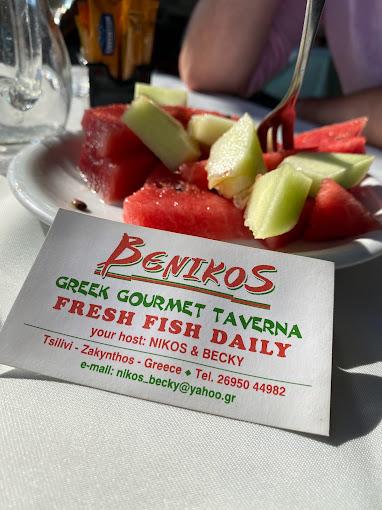 BENIKOS
GREEK GOURMET TAVERNA
FRESH FISH DAILY
your host: NIKOS & BECKY
Tsilivi - Zakynthos - Greece ♦ Tel. 26950 44982
e-mail: nikos_becky@yahoo.gr